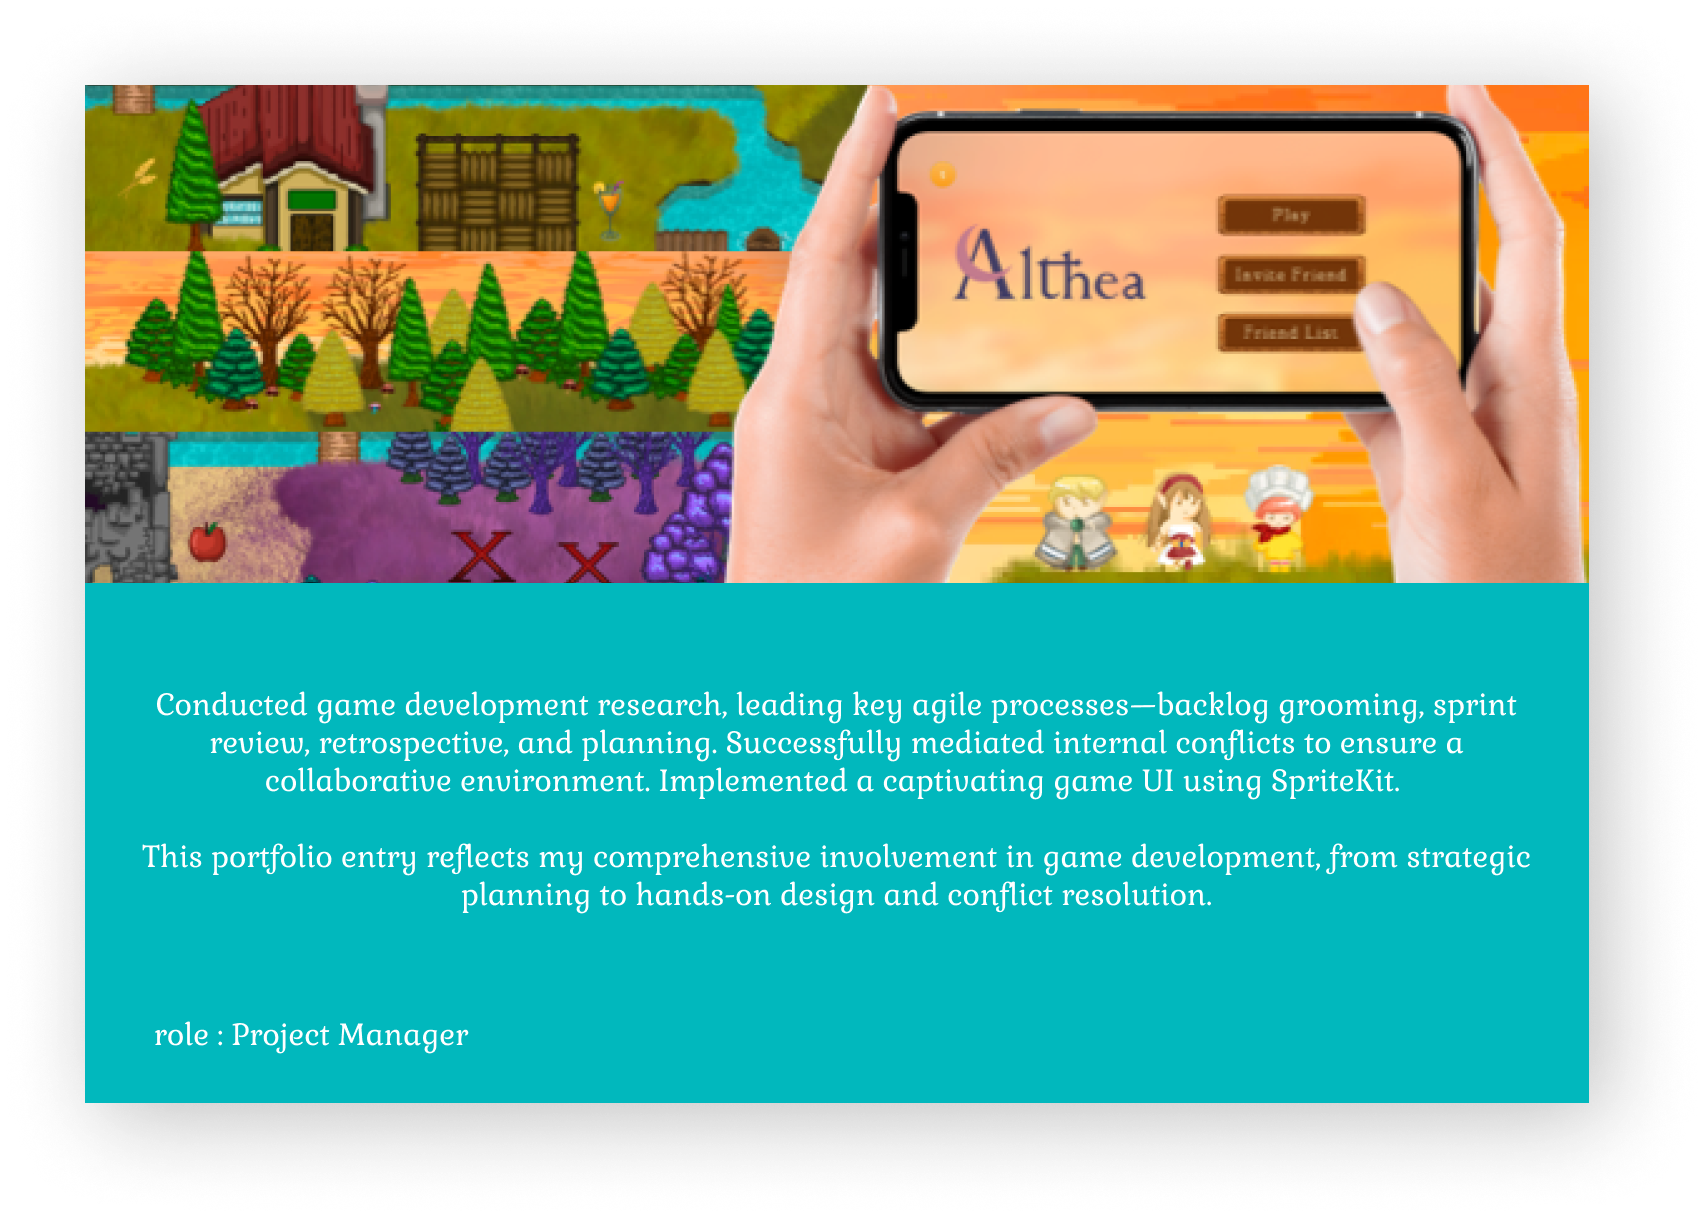 Althea
Play
Invite Friend
Friend List
Conducted game development research, leading key agile processes—backlog grooming, sprint
review, retrospective, and planning. Successfully mediated internal conflicts to ensure a
collaborative environment. Implemented a captivating game UI using SpriteKit.
This portfolio entry reflects my comprehensive involvement in game development, from strategic
planning to hands-on design and conflict resolution.
role : Project Manager